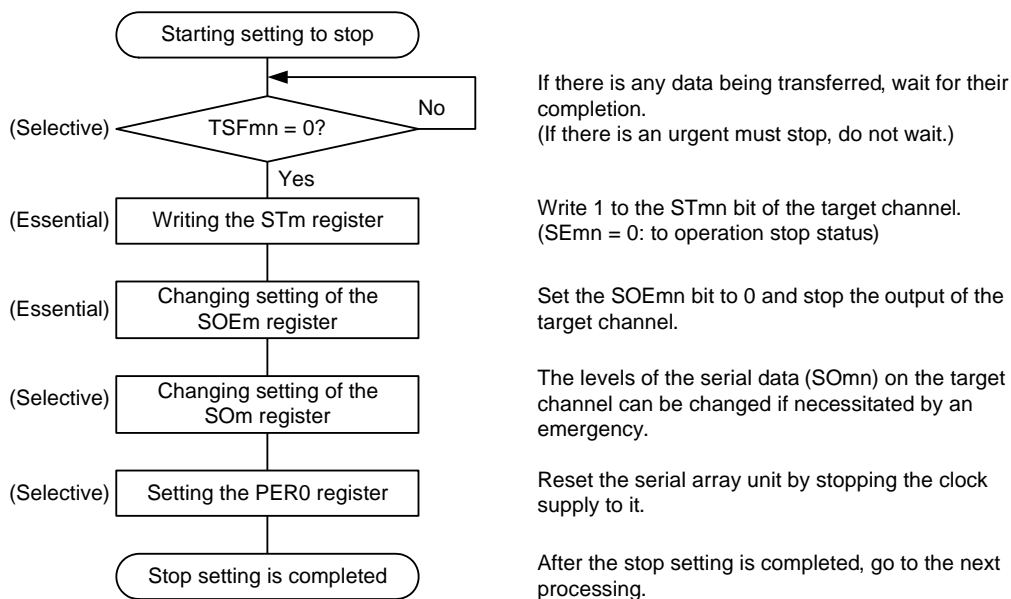 Starting setting to stop
If there is any data being transferred, wait for their
completion.
(If there is an urgent must stop, do not wait.)
(Selective)
TSFmn = 0?
No
Yes
(Essential)
Writing the STm register
Write 1 to the STmn bit of the target channel.
(SEmn = 0: to operation stop status)
(Essential)
Changing setting of the
SOEm register
Set the SOEmn bit to 0 and stop the output of the
target channel.
(Selective)
Changing setting of the
SOm register
The levels of the serial data (SOmn) on the target
channel can be changed if necessitated by an
emergency.
(Selective)
Setting the PER0 register
Reset the serial array unit by stopping the clock
supply to it.
Stop setting is completed
After the stop setting is completed, go to the next
processing.